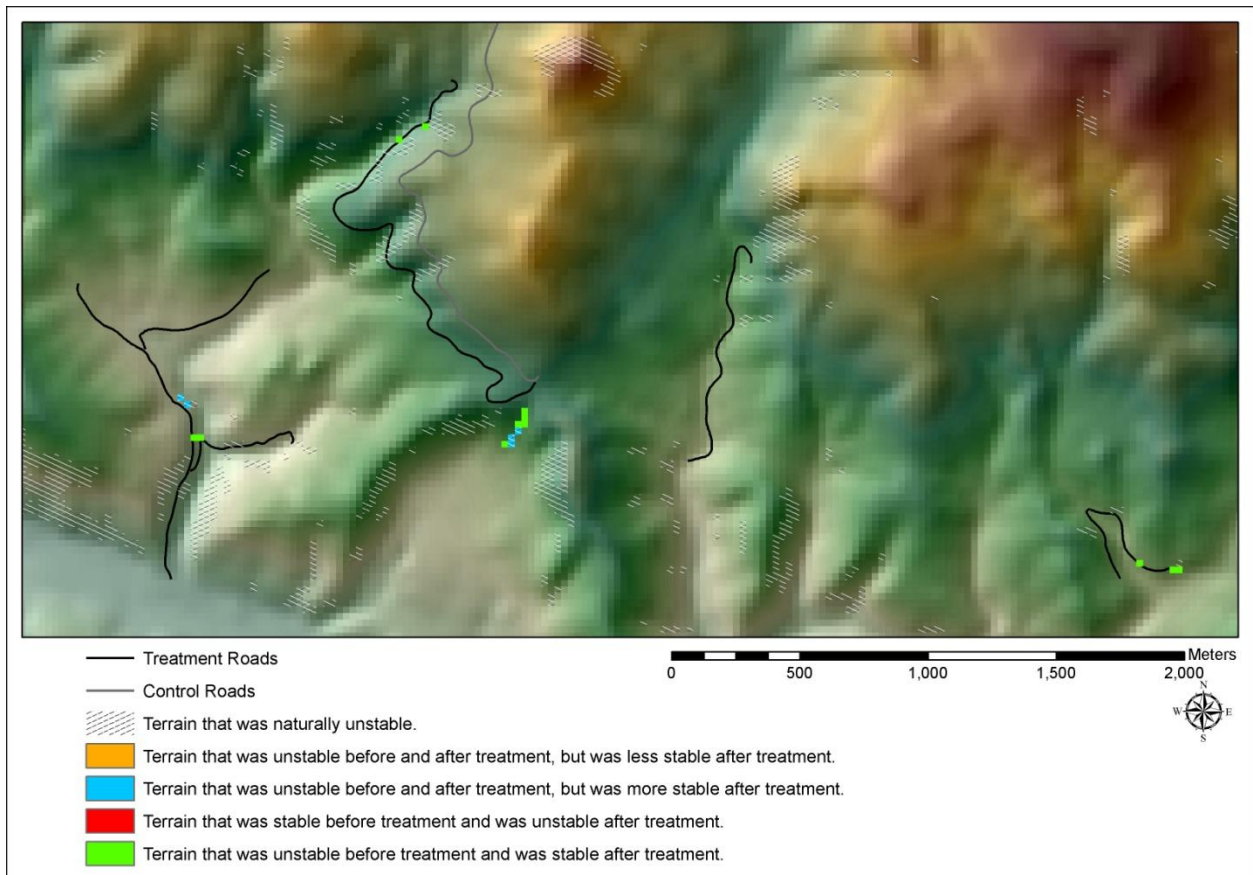 Treatment Roads
Control Roads
Terrain that was naturally unstable.
Terrain that was unstable before and after treatment, but was less stable after treatment.
Terrain that was unstable before and after treatment, but was more stable after treatment.
Terrain that was stable before treatment and was unstable after treatment.
Terrain that was unstable before treatment and was stable after treatment.
Meters
0 500 1,000 1,500 2,000
N
W E
S